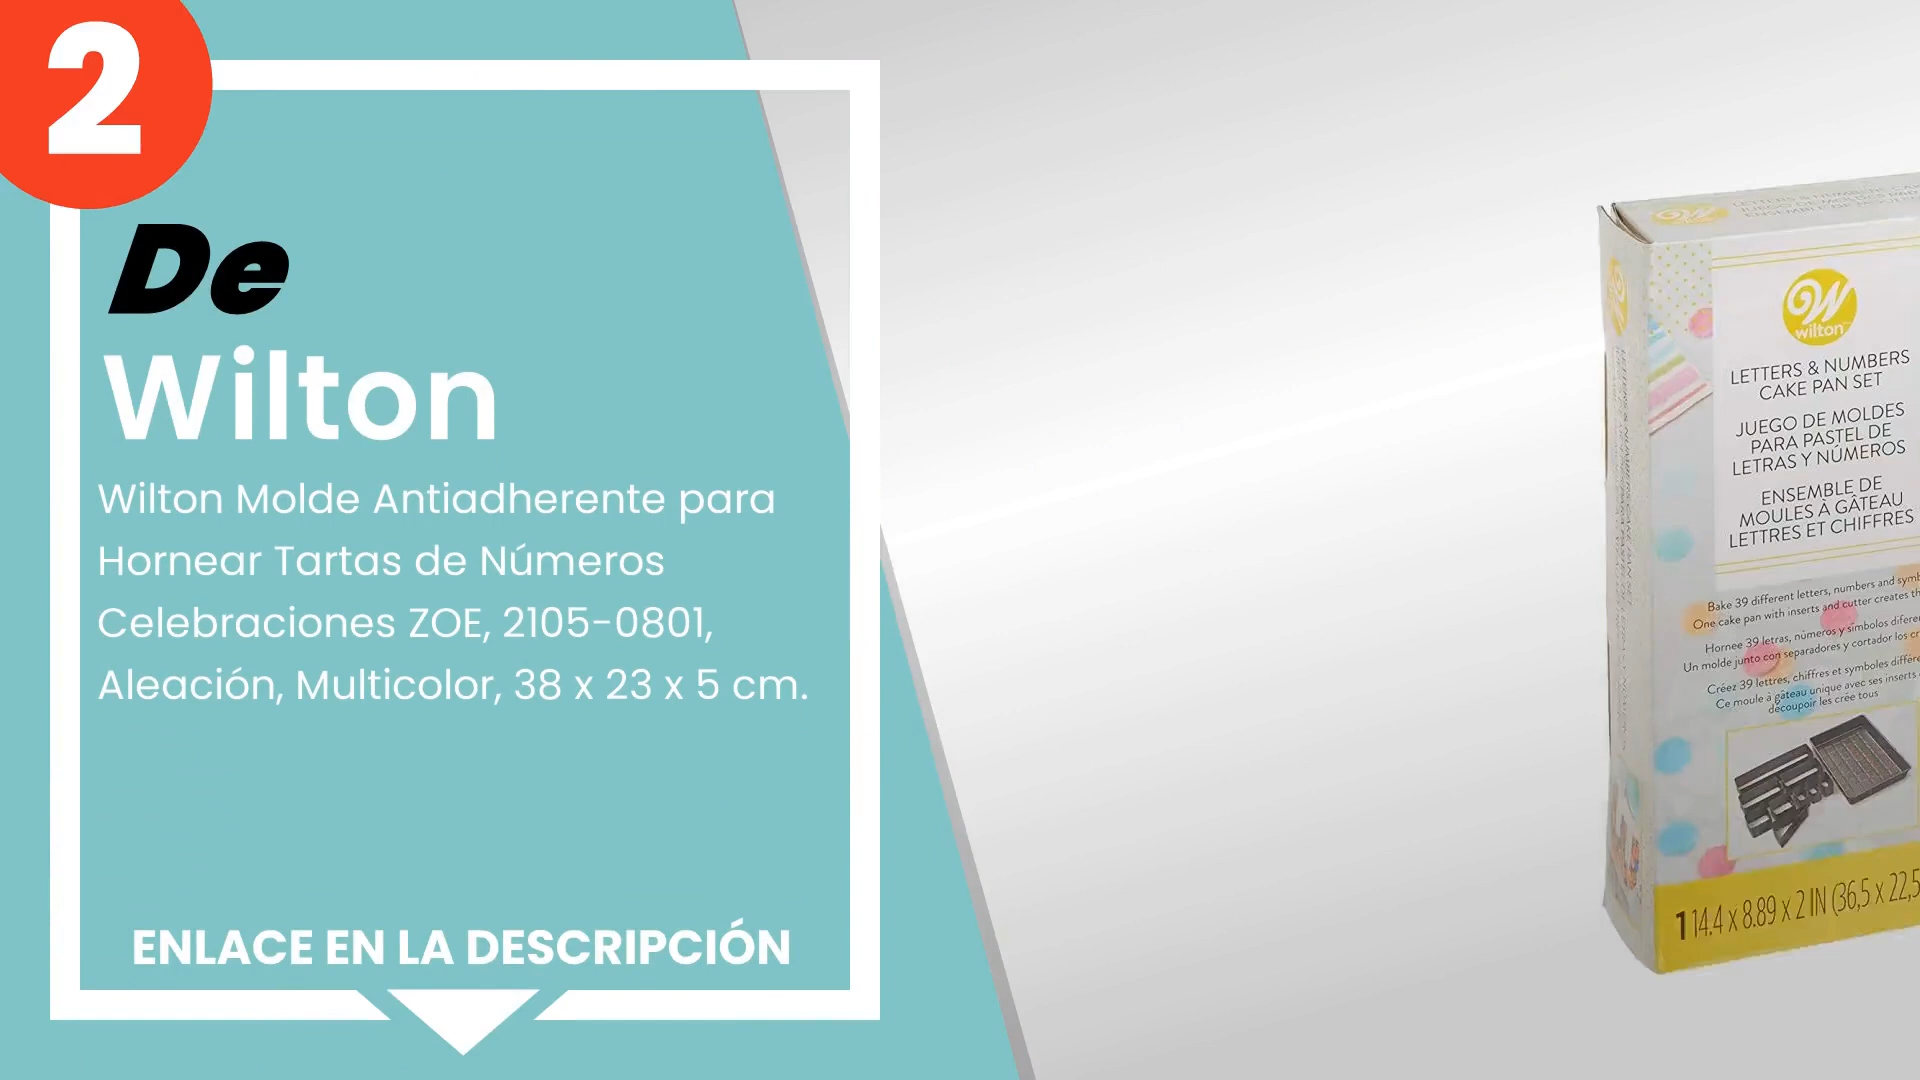 2
De
Wilton
Wilton Molde Antiadherente para
Hornear Tartas de Números
Celebraciones ZOE, 2105-0801,
Aleación, Multicolor, 38 x 23 x 5 cm.
ENLACE EN LA DESCRIPCIÓN
W
wilton
LETTERS & NUMBERS
CAKE PAN SET
JUEGO DE MOLDES
PARA PASTEL DE
LETRAS Y NÚMEROS
ENSEMBLE DE
MOULES À GÂTEAU
LETTRES ET CHIFFRES
Bake 39 different letters, numbers and
One cake pan with inserts and cutter creates
Hornee 39 letras, números y símbolos
Un molde junto con separadores y cortador los
Créez 39 lettres, chiffres et symboles
Ce moule à gâteau unique avec ses inserts
découpoir les crée tous
1 14.4 x 8.89 x 2 IN (36,5 x 22,5